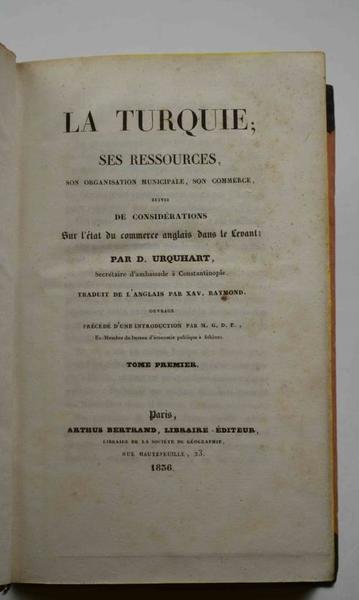 LA TURQUIE;
SES RESSOURCES,
SON ORGANISATION MUNICIPALE, SON COMMERCE,
SUIVIS
DE CONSIDÉRATIONS
Sur l'état du commerce anglais dans le Levant:
PAR D. URQUHART,
Secrétaire d'ambassade à Constantinople.
TRADUIT DE L'ANGLAIS PAR XAV. RAYMOND.
OUVRAGE
PRÉCÉDÉ D'UNE INTRODUCTION PAR M. G. D. E.,
Ex-Membre du bureau d'économie publique à Athènes.
TOME PREMIER.
Paris,
ARTHUS BERTRAND, LIBRAIRE-ÉDITEUR,
LIBRAIRE DE LA SOCIÉTÉ DE GÉOGRAPHIE,
RUE HAUTEFEUILLE, 23.
1836